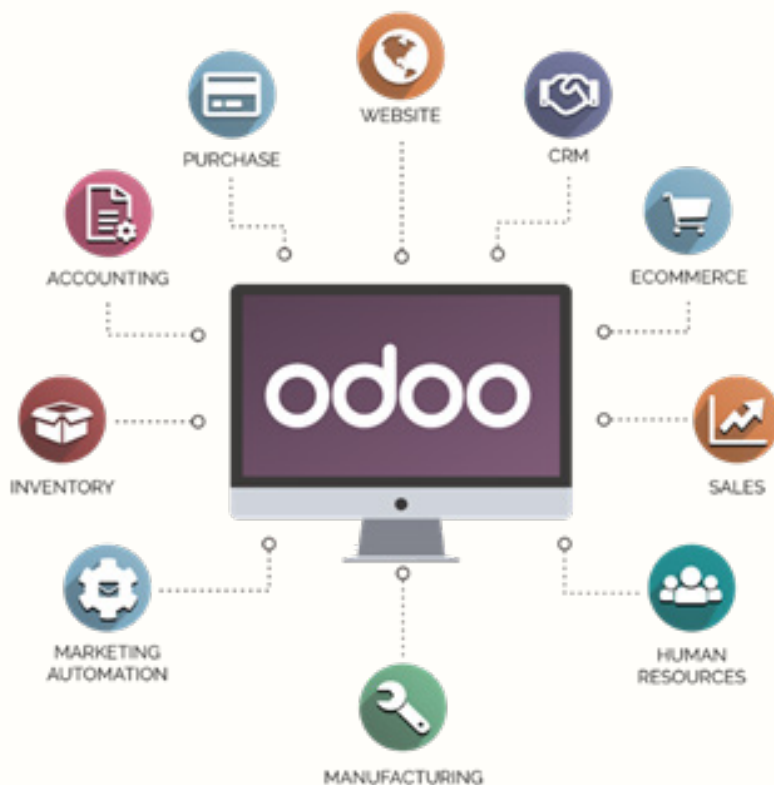 WEBSITE
PURCHASE
CRM
ACCOUNTING
ECOMMERCE
odoo
INVENTORY
SALES
MARKETING
AUTOMATION
HUMAN
RESOURCES
MANUFACTURING